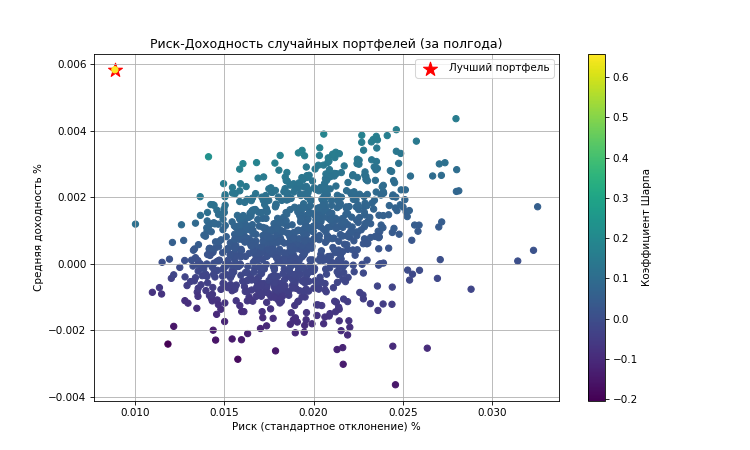 Риск-Доходность случайных портфелей (за полгода)
Лучший портфель
Средняя доходность %
0.006
0.004
0.002
0.000
−0.002
−0.004
0.010 0.015 0.020 0.025 0.030
Риск (стандартное отклонение) %
0.6
0.5
0.4
0.3
0.2
0.1
0.0
−0.1
−0.2
Коэффициент Шарпа